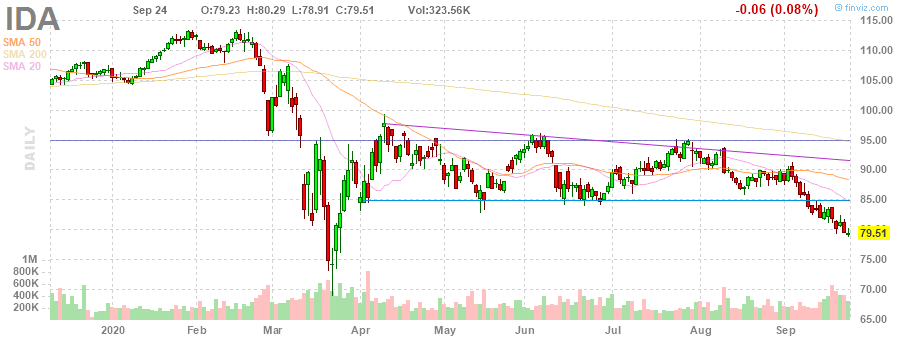 IDA
Sep 24 O:79.23 H:80.29 L:78.91 C:79.51 Vol:323.56K
-0.06 (0.08%)
© finviz.com
SMA 50
SMA 200
SMA 20
DAILY
115.00
110.00
105.00
100.00
95.00
90.00
85.00
79.51
75.00
70.00
65.00
1M
800K
600K
400K
200K
2020 Feb Mar Apr May Jun Jul Aug Sep